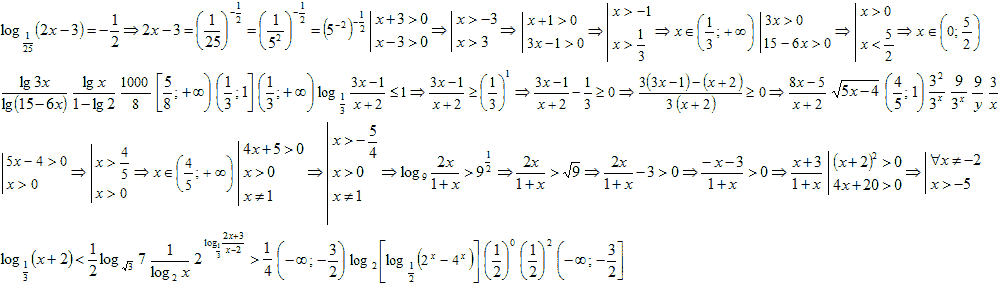 log_{1/25}(2x−3)=−1/2 ⇒ 2x−3=(1/25)^{−1/2}=(1/5²)^{−1/2}=(5^{−2})^{−1/2} |x+3>0 x−3>0 ⇒ |x>−3 x>3 ⇒ |x+1>0 3x−1>0 ⇒ |x>−1 x>1/3 ⇒ x∈(1/3;+∞) |3x>0 15−6x>0 ⇒ |x>0 x<5/2 ⇒ x∈(0;5/2)
lg 3x/lg(15−6x) lg x/1−lg 2 1000/8 [5/8;+∞) (1/3;1] (1/3;+∞) log_{1/3} 3x−1/x+2 ≤1 ⇒ 3x−1/x+2 ≥(1/3)^1 ⇒ 3x−1/x+2 − 1/3 ≥0 ⇒ 3(3x−1)−(x+2)/3(x+2) ≥0 ⇒ 8x−5/x+2 √(5x−4) (4/5;1) 3²/3^x 9/3^x 9/y 3/x
|5x−4>0 x>0 ⇒ |x>4/5 x>0 ⇒ x∈(4/5;+∞) |4x+5>0 x>0 x≠1 ⇒ |x>−5/4 x>0 x≠1 ⇒ log_9 2x/1+x >9^{1/2} ⇒ 2x/1+x >√9 ⇒ 2x/1+x −3>0 ⇒ −x−3/1+x >0 ⇒ x+3/1+x |(x+2)²>0 4x+20>0 ⇒ |∀x≠−2 x>−5
log_{1/3}(x+2)<1/2 log_{√3} 7 1/log_2 x 2^{log_{1/3} 2x+3/x−2} >1/4 (−∞;−3/2) log_2[log_{1/2}(2^x−4^x)] (1/2)^0 (1/2)^2 (−∞;−3/2]